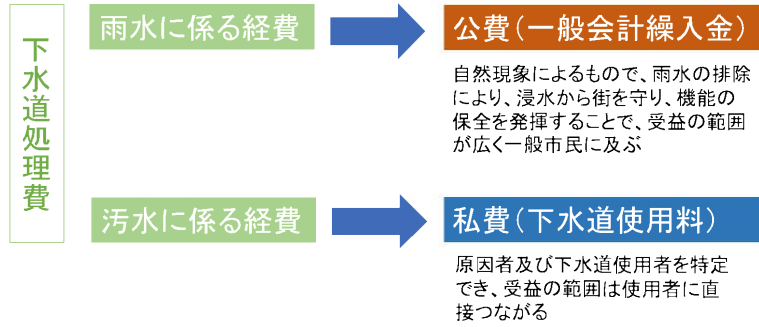 下水道処理費
雨水に係る経費
公費（一般会計繰入金）
自然現象によるもので、雨水の排除
により、浸水から街を守り、機能の
保全を発揮することで、受益の範囲
が広く一般市民に及ぶ
汚水に係る経費
私費（下水道使用料）
原因者及び下水道使用者を特定
でき、受益の範囲は使用者に直
接つながる